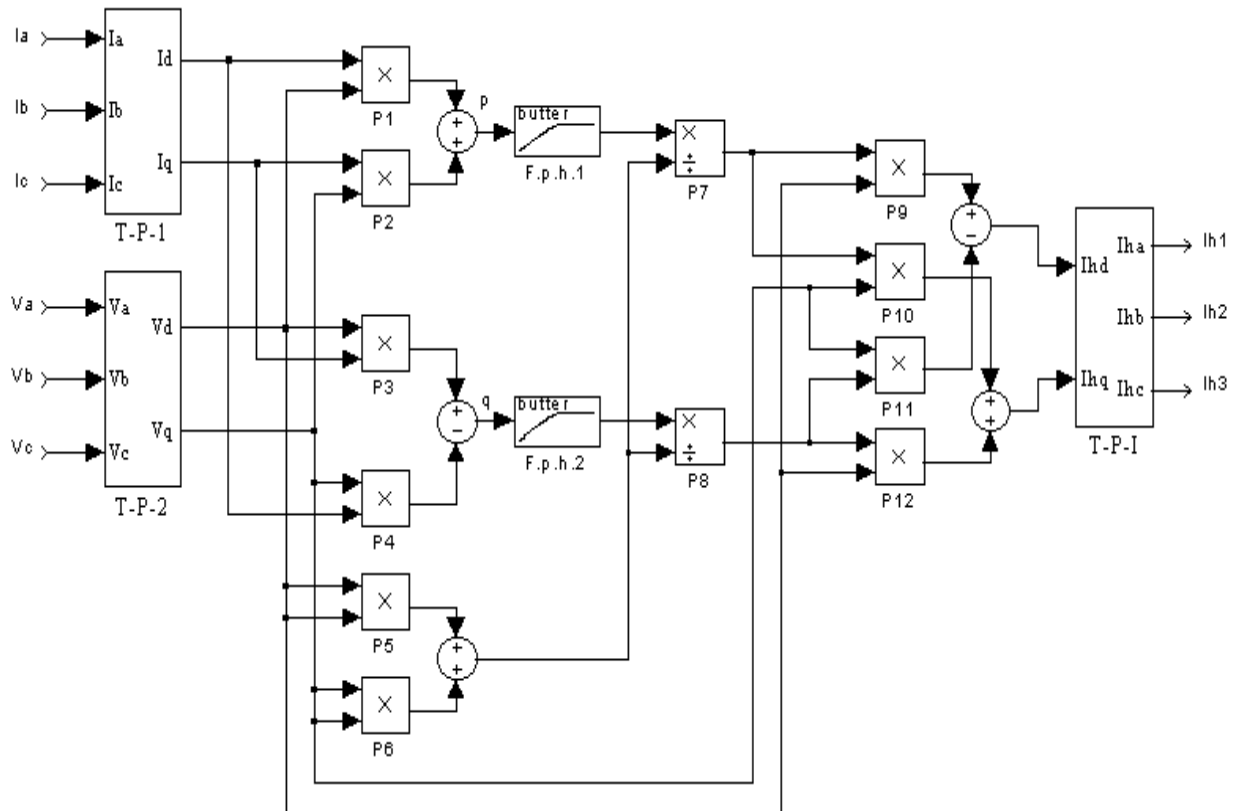 Ia
Ib
Ic
Ia
Ib
Ic
Id
Iq
T-P-1
Va
Vb
Vc
Va
Vb
Vc
Vd
Vq
T-P-2
×
P1
×
P2
×
P3
×
P4
×
P5
×
P6
+
+
p
butter
F.p.h.1
+
−
q
butter
F.p.h.2
+
+
×
÷
P7
×
÷
P8
×
P9
×
P10
×
P11
×
P12
+
−
+
+
Ihd
Ihq
Iha
Ihb
Ihc
T-P-I
Ih1
Ih2
Ih3